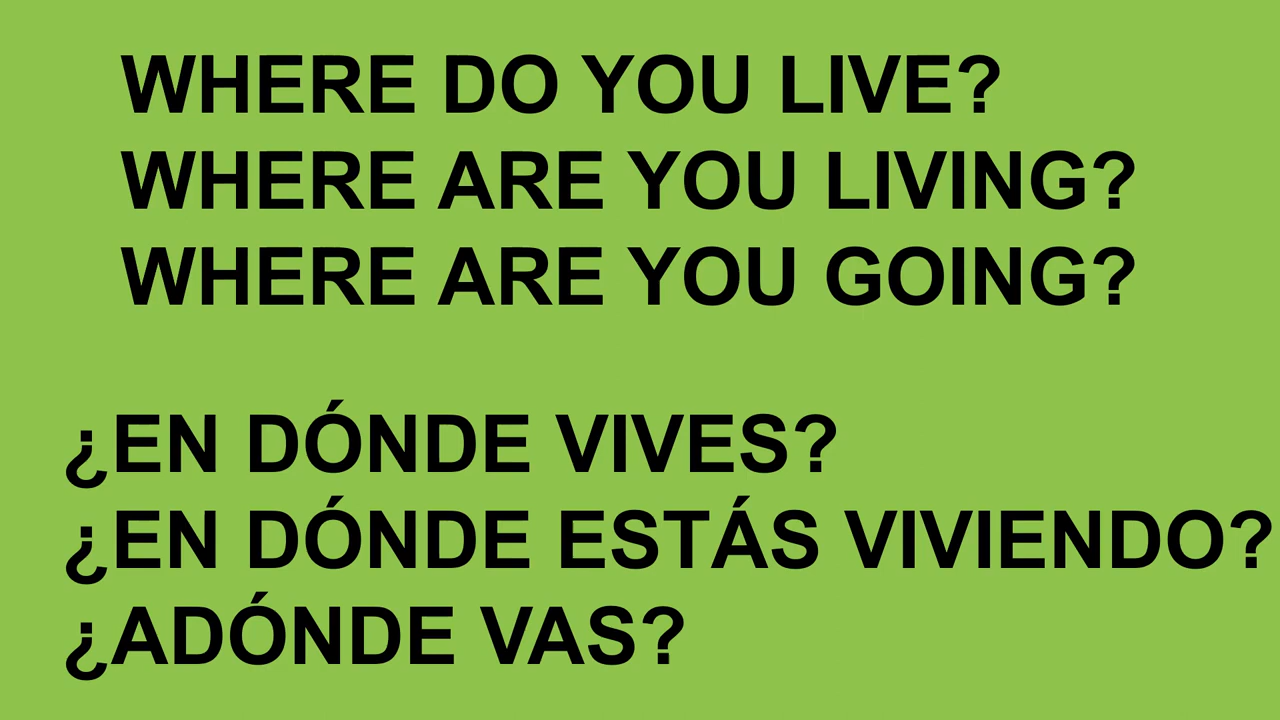 WHERE DO YOU LIVE?
WHERE ARE YOU LIVING?
WHERE ARE YOU GOING?
¿EN DÓNDE VIVES?
¿EN DÓNDE ESTÁS VIVIENDO?
¿ADÓNDE VAS?